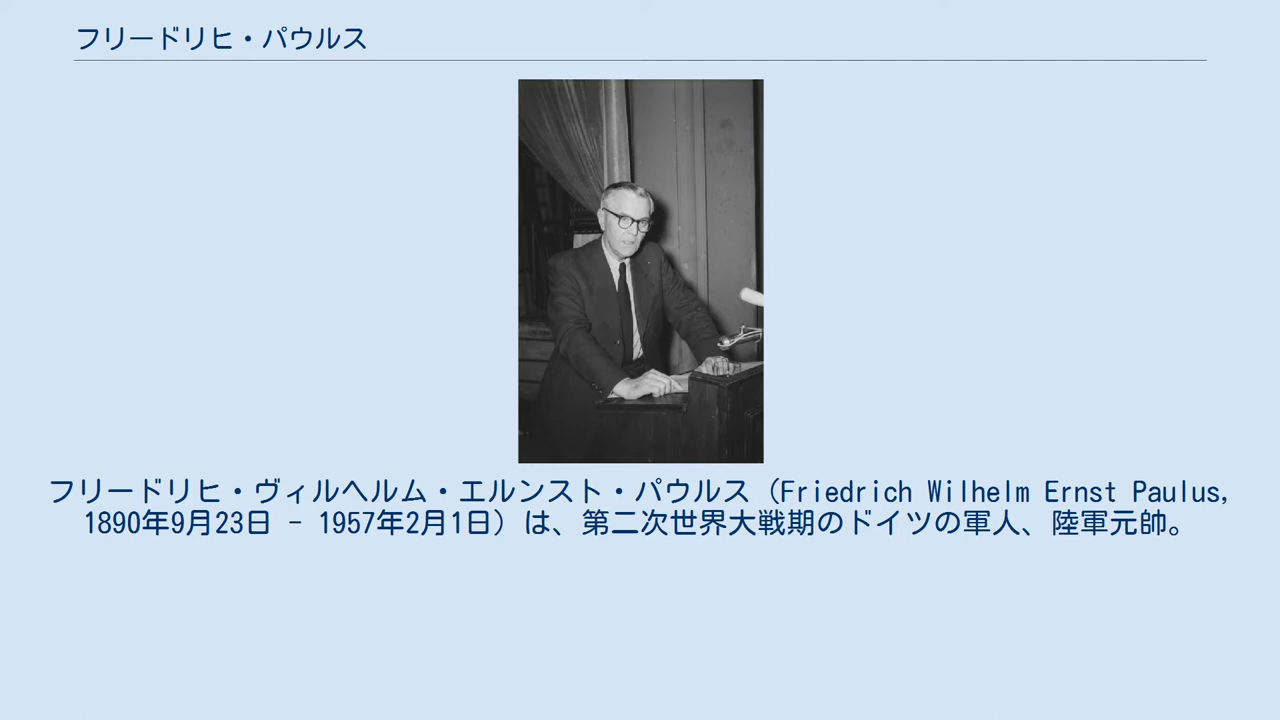 フリードリヒ・パウルス
フリードリヒ・ヴィルヘルム・エルンスト・パウルス（Friedrich Wilhelm Ernst Paulus,
1890年9月23日 - 1957年2月1日）は、第二次世界大戦期のドイツの軍人、陸軍元帥。